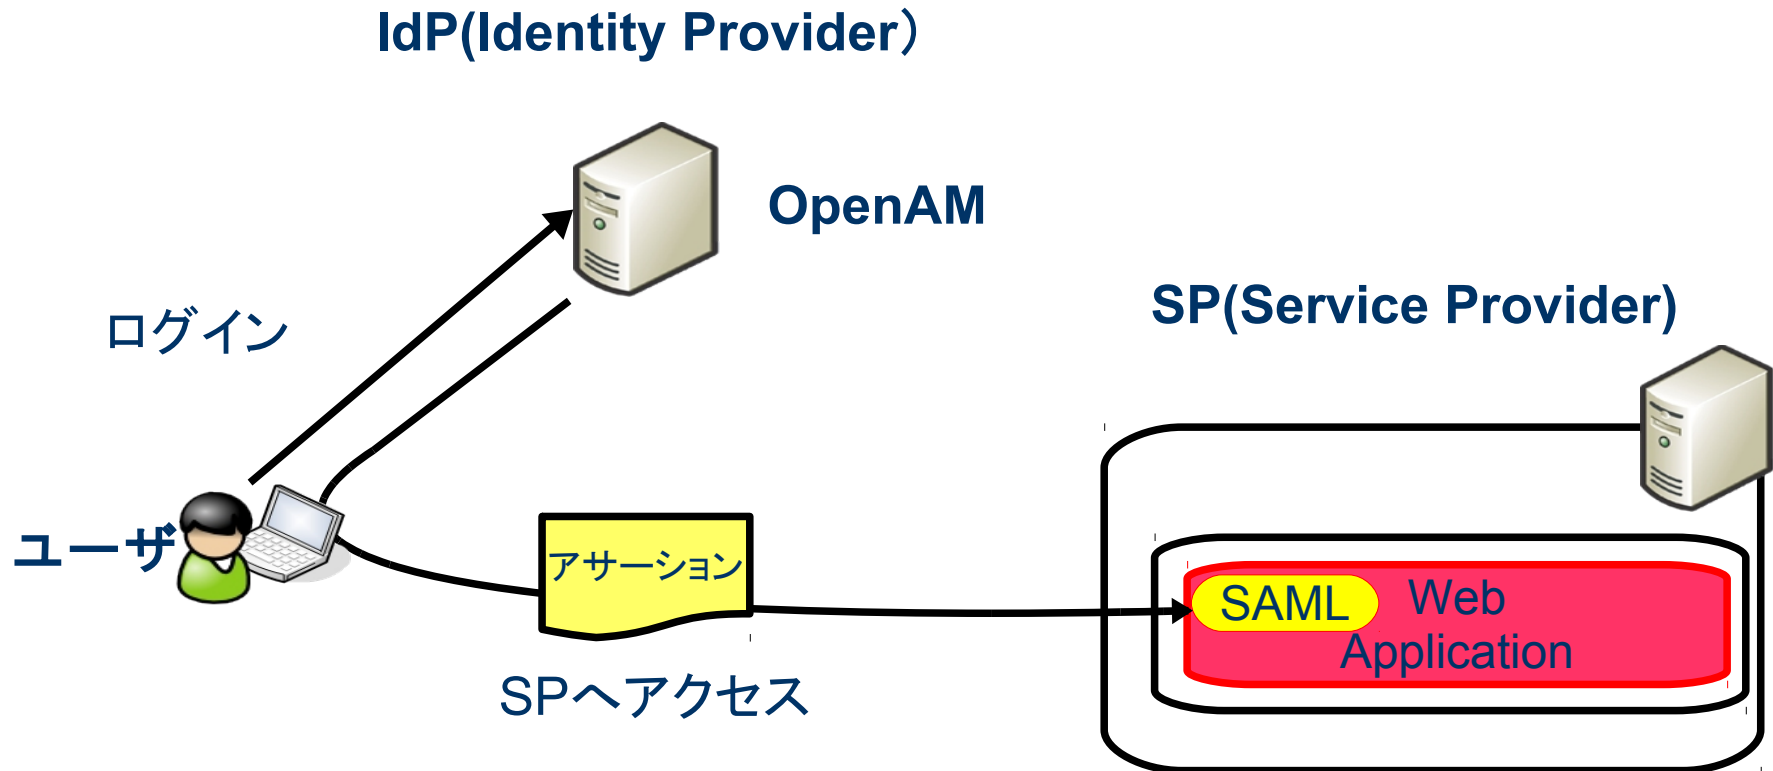 IdP(Identity Provider）
OpenAM
SP(Service Provider)
ログイン
ユーザ
アサーション
SAML
Web
Application
SPへアクセス